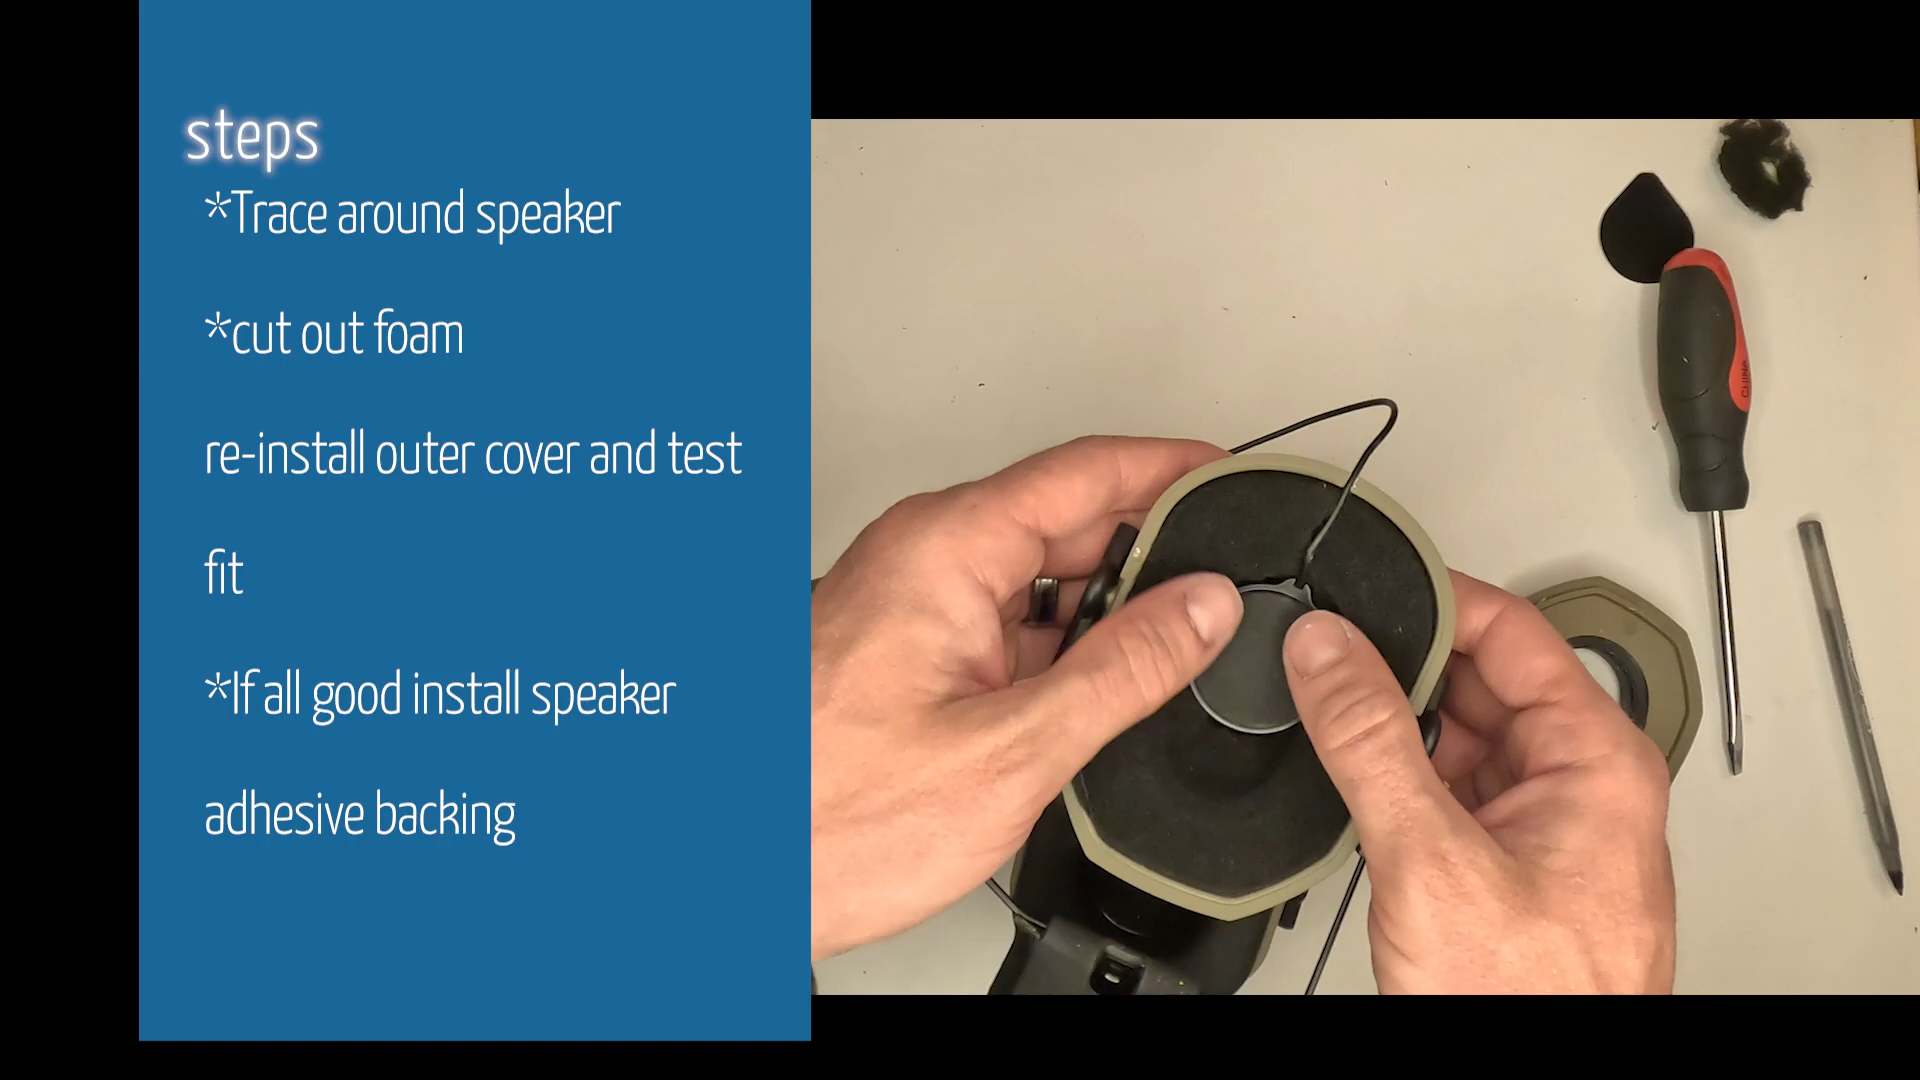 steps
*Trace around speaker
*cut out foam
re-install outer cover and test
fit
*If all good install speaker
adhesive backing
CHINA